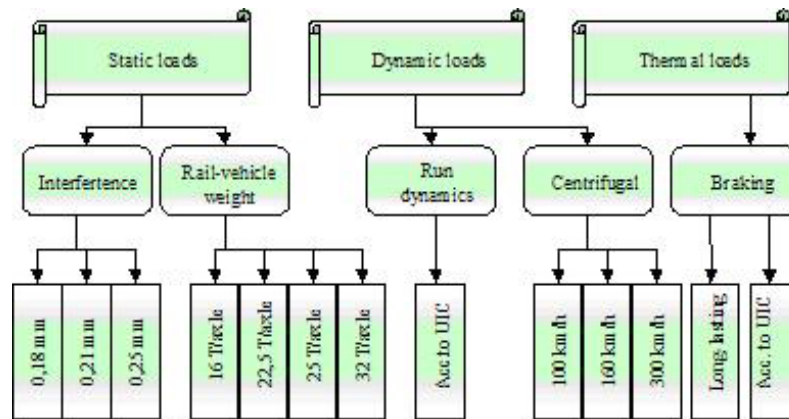 Static loads
Dynamic loads
Thermal loads
Interfertence
Rail-vehicle
weight
Run
dynamics
Centrifugal
Braking
0,18 mm
0,21 mm
0,25 mm
16 T/axle
22,5 T/axle
25 T/axle
32 T/axle
Acc.to UIC
100 km/h
160 km/h
300 km/h
Long lasting
Acc. to UIC